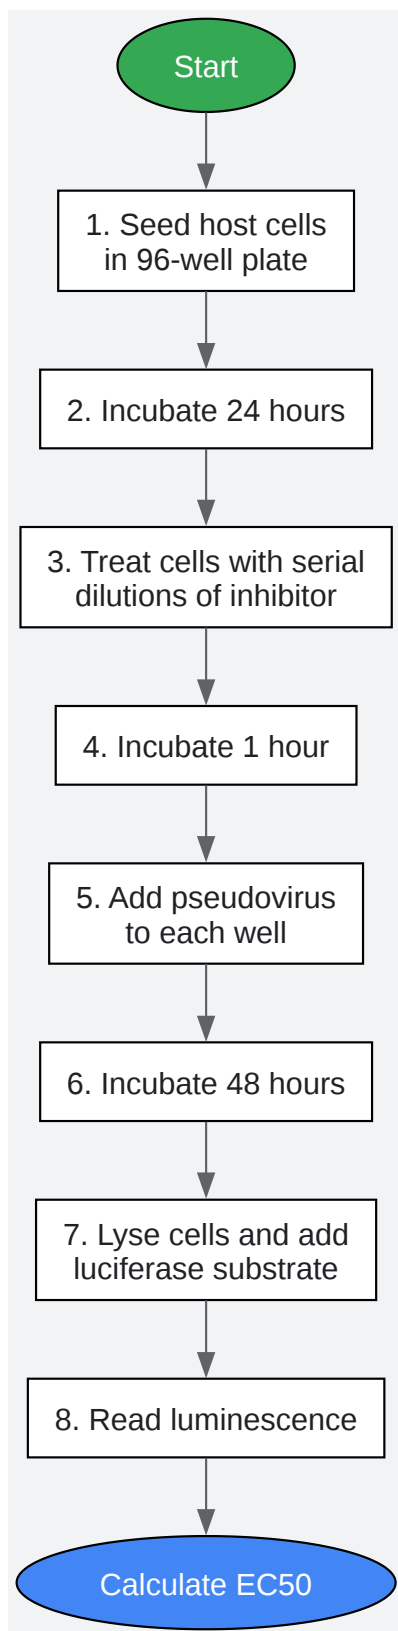 Start
1. Seed host cells
in 96-well plate
2. Incubate 24 hours
3. Treat cells with serial
dilutions of inhibitor
4. Incubate 1 hour
5. Add pseudovirus
to each well
6. Incubate 48 hours
7. Lyse cells and add
luciferase substrate
8. Read luminescence
Calculate EC50